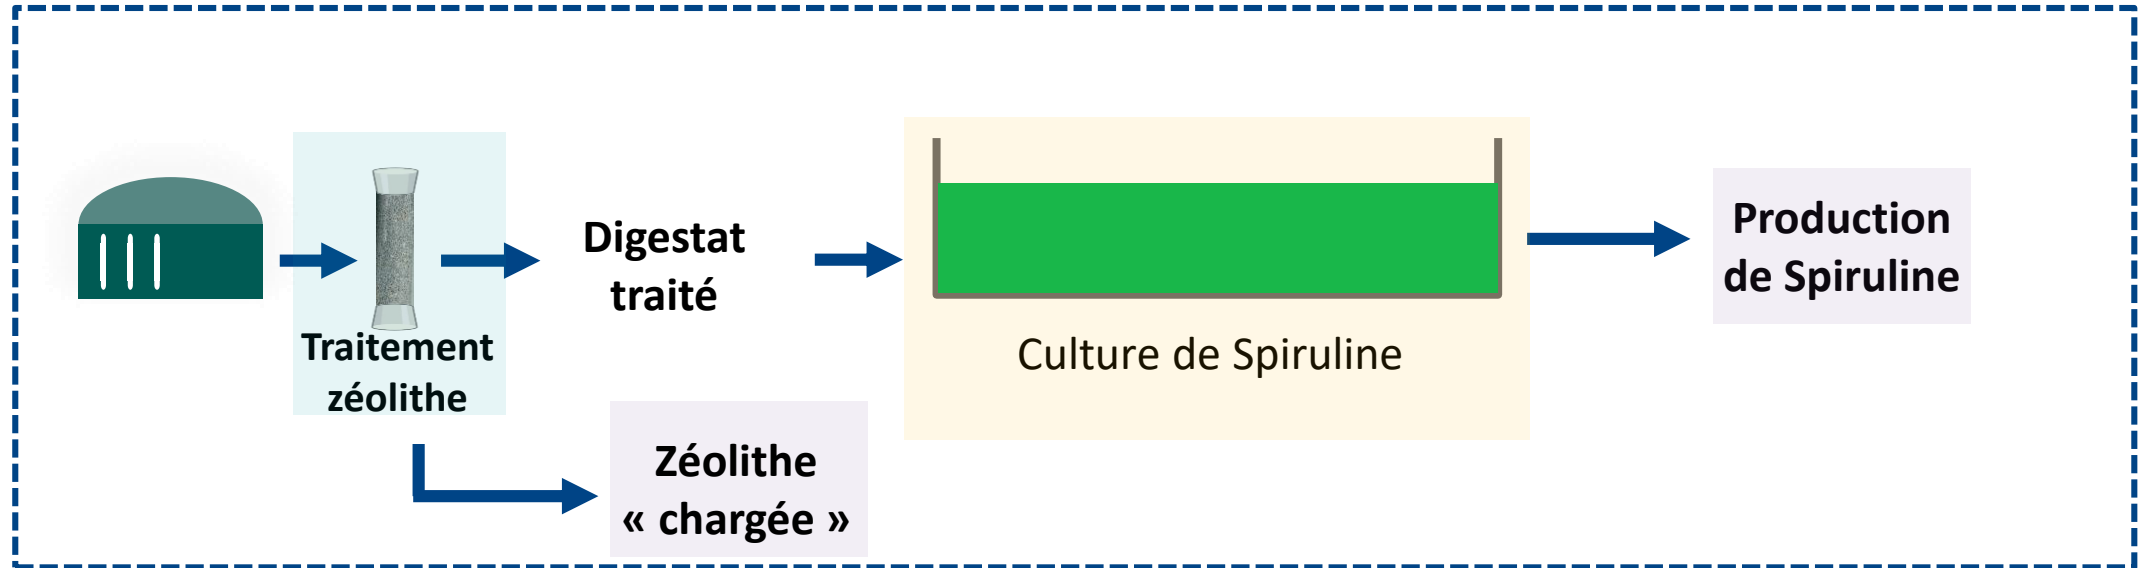 Traitement
zéolithe
Digestat
traité
Zéolithe
« chargée »
Culture de Spiruline
Production
de Spiruline